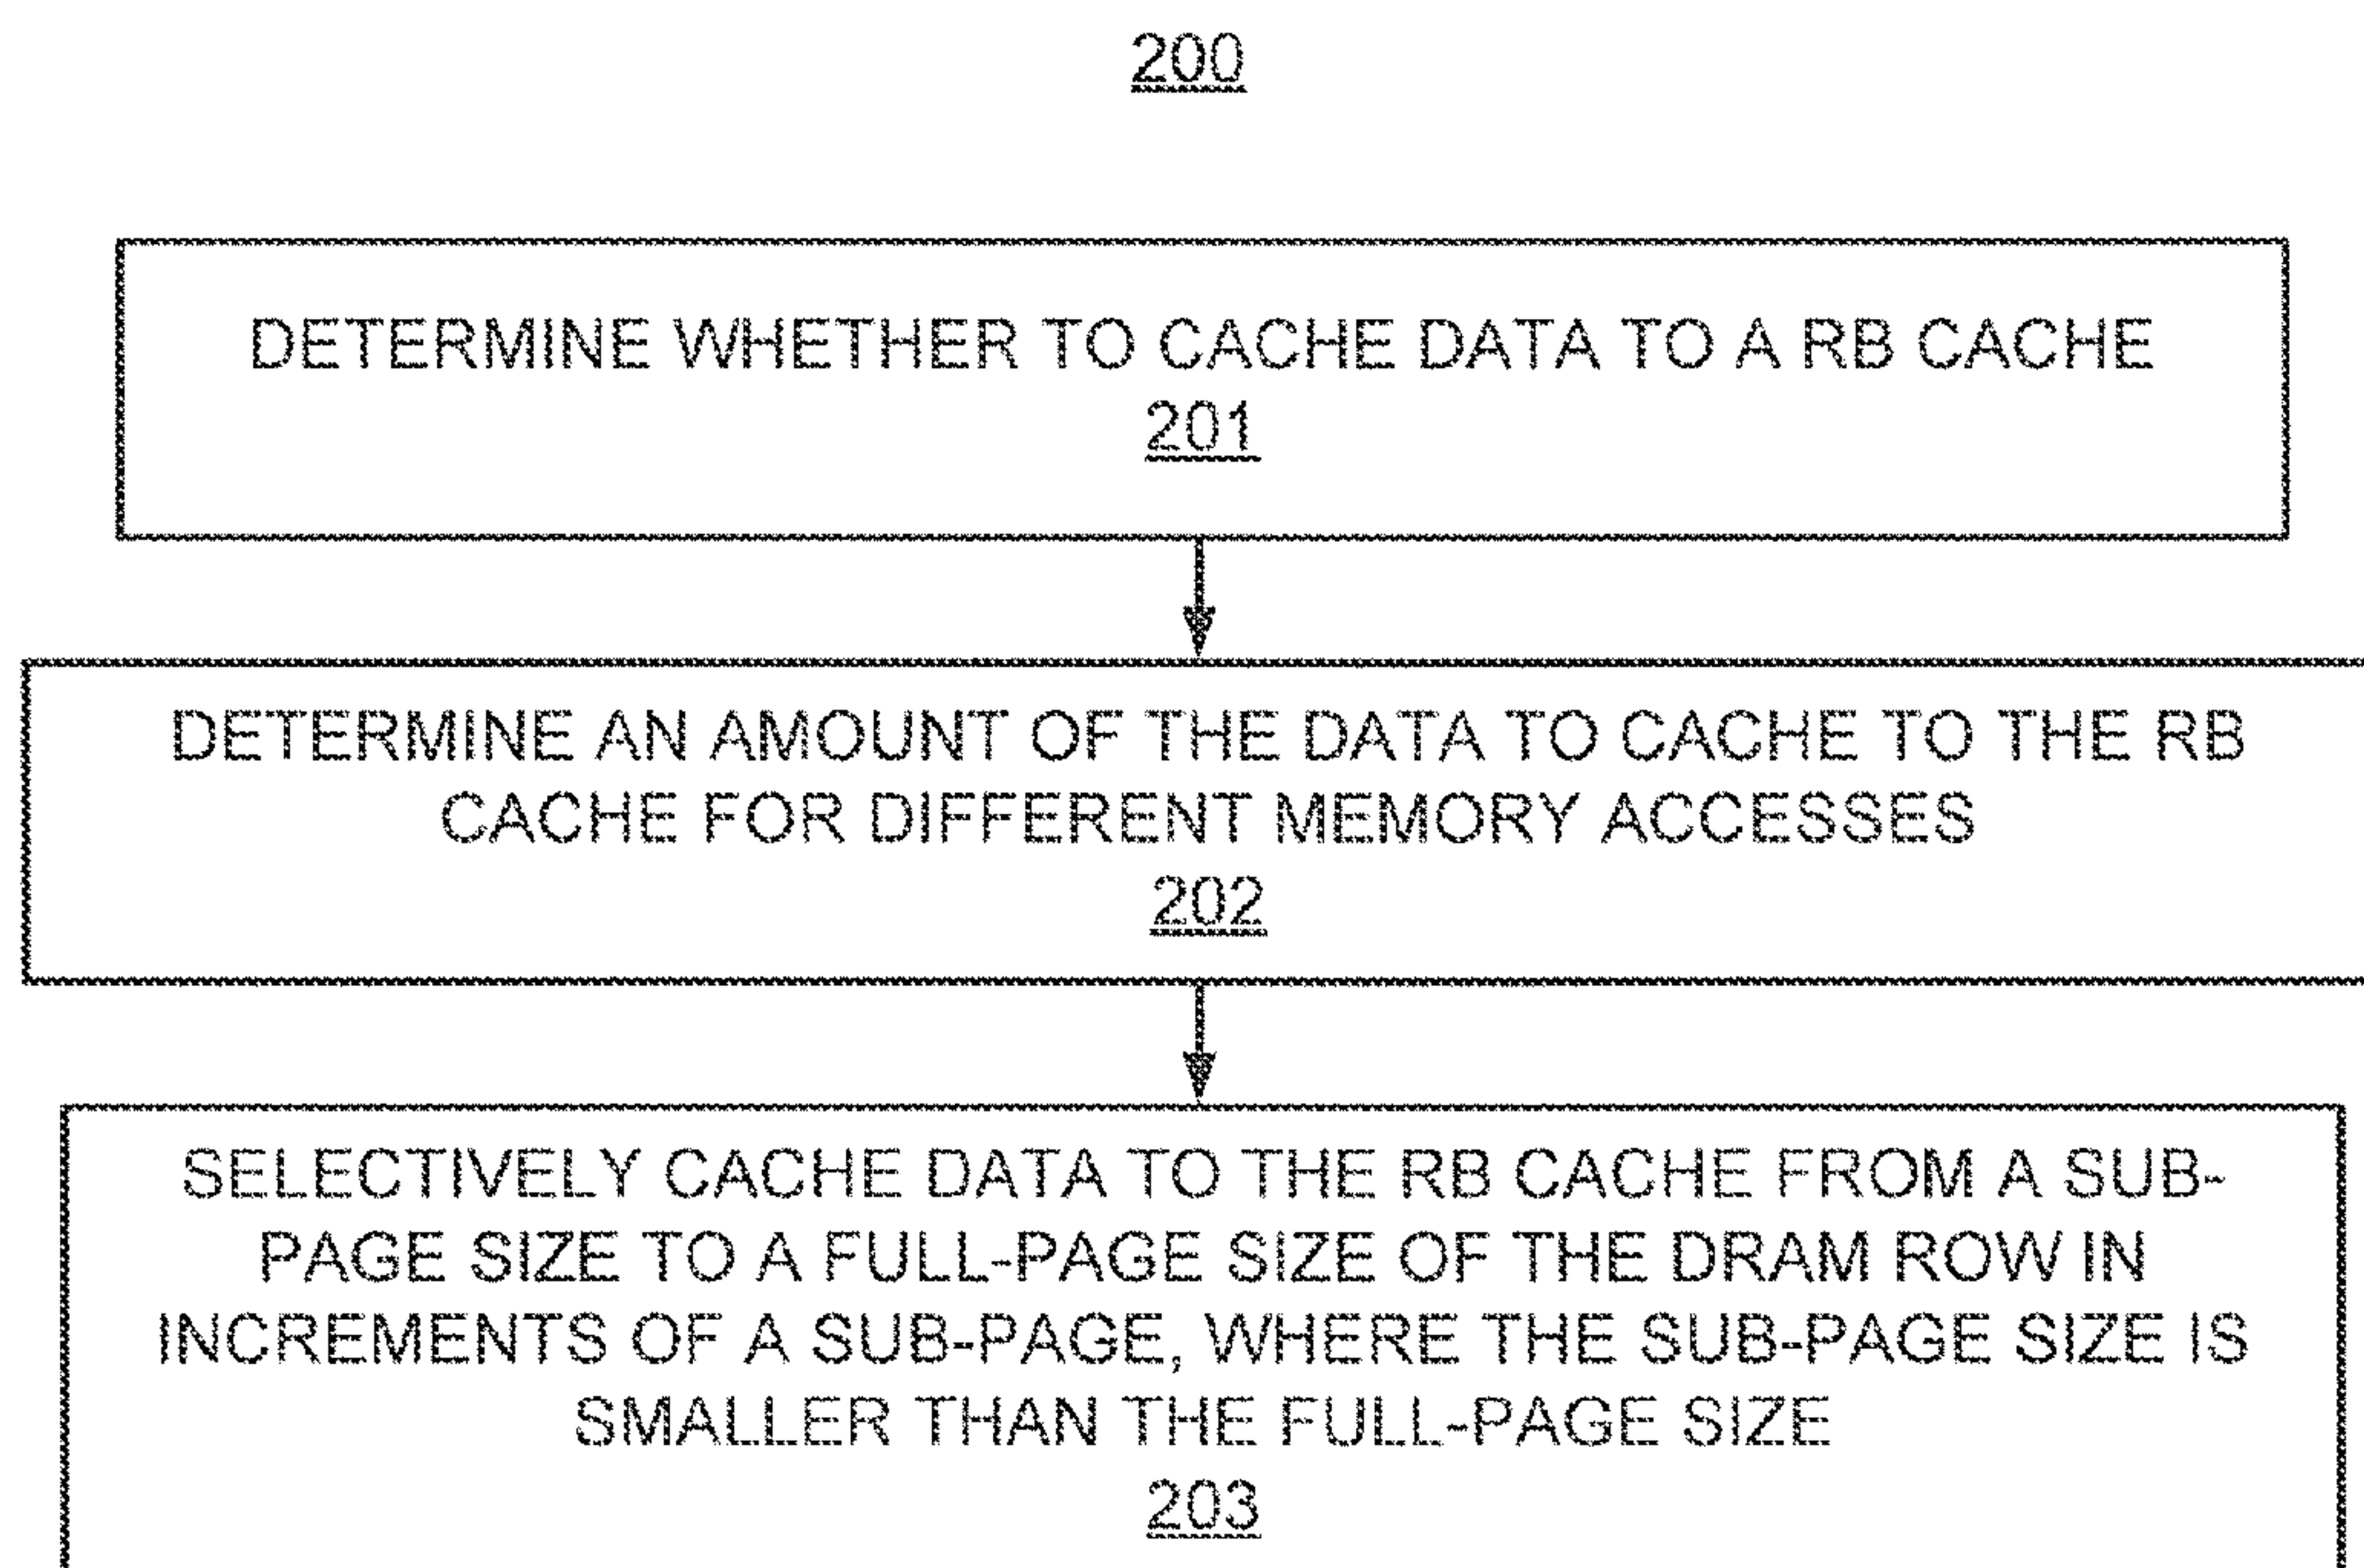 200
DETERMINE WHETHER TO CACHE DATA TO A RB CACHE
201
DETERMINE AN AMOUNT OF THE DATA TO CACHE TO THE RB
CACHE FOR DIFFERENT MEMORY ACCESSES
202
SELECTIVELY CACHE DATA TO THE RB CACHE FROM A SUB-
PAGE SIZE TO A FULL-PAGE SIZE OF THE DRAM ROW IN
INCREMENTS OF A SUB-PAGE, WHERE THE SUB-PAGE SIZE IS
SMALLER THAN THE FULL-PAGE SIZE
203